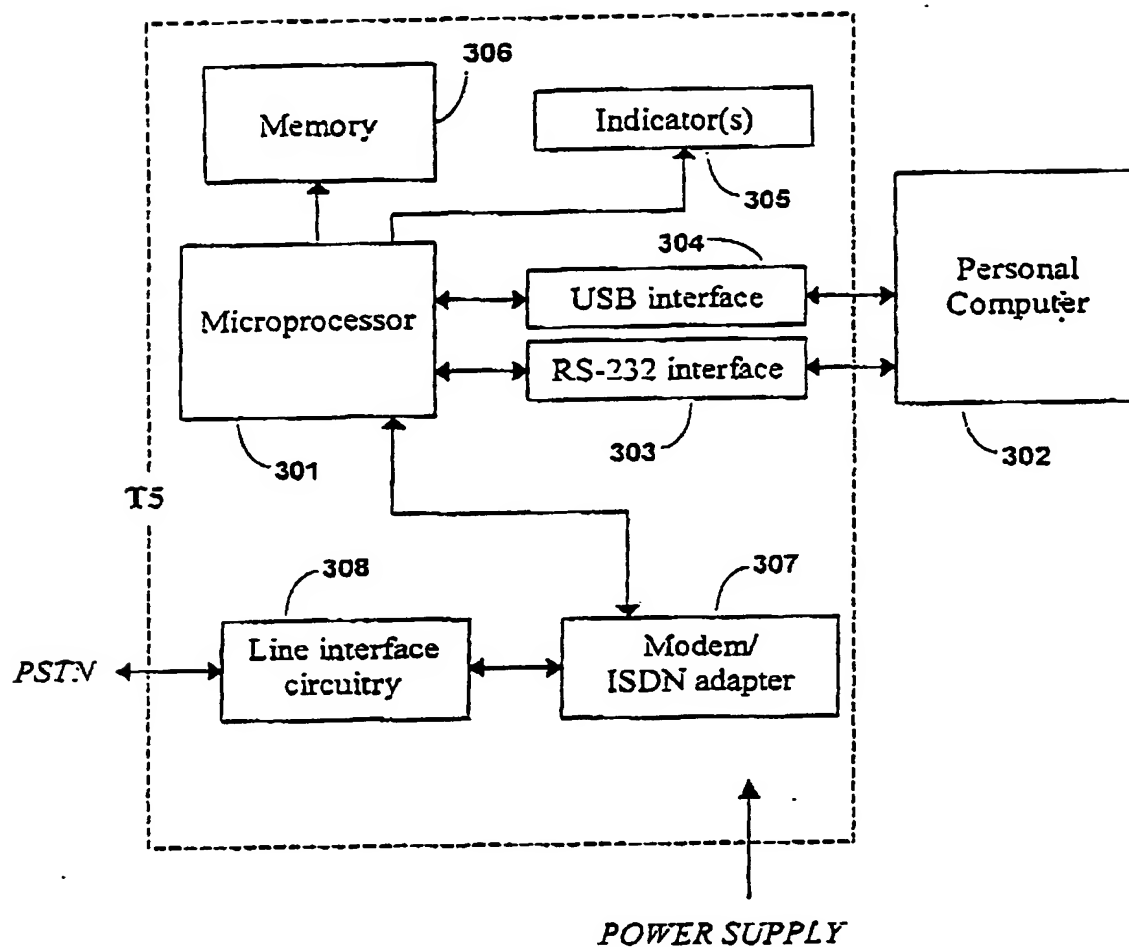 306
Memory
Indicator(s)
305
304
USB interface
Personal
Computer
Microprocessor
RS-232 interface
303
302
301
T5
308
307
Line interface
circuitry
Modem/
ISDN adapter
PSTN
POWER SUPPLY